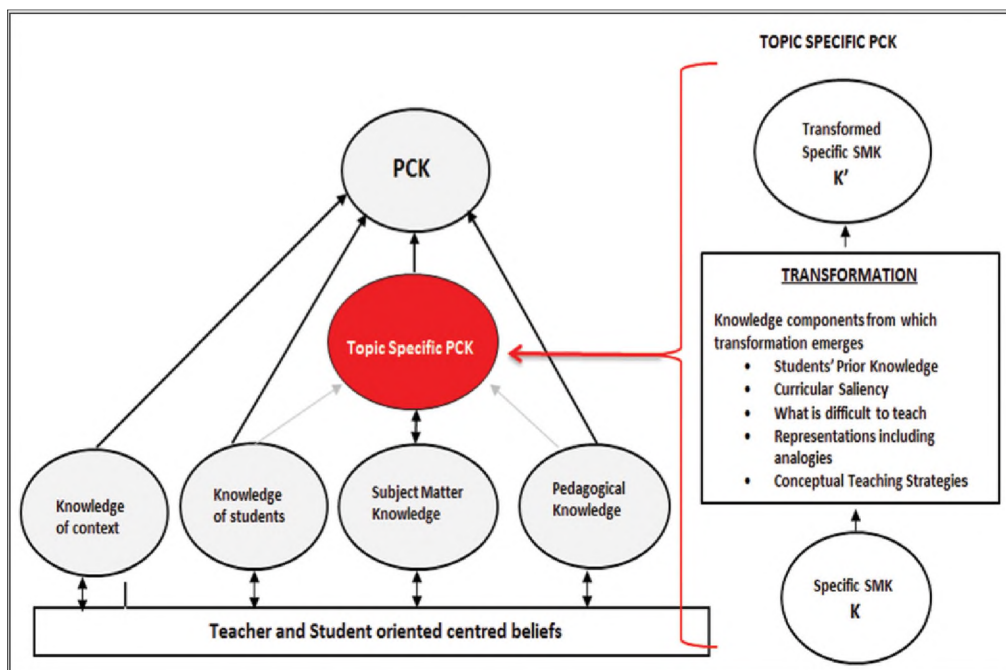 TOPIC SPECIFIC PCK
PCK
Topic Specific PCK
Knowledge
of context
Knowledge
of students
Subject Matter
Knowledge
Pedagogical
Knowledge
Teacher and Student oriented centred beliefs
Transformed
Specific SMK
K’
TRANSFORMATION
Knowledge components from which
transformation emerges
• Students’ Prior Knowledge
• Curricular Saliency
• What is difficult to teach
• Representations including
analogies
• Conceptual Teaching Strategies
Specific SMK
K